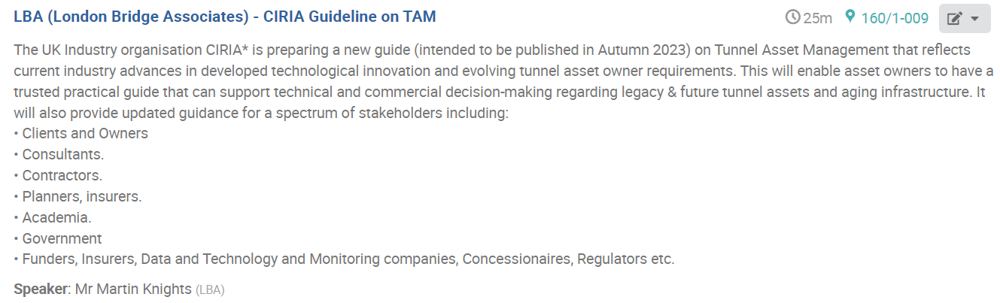 LBA (London Bridge Associates) - CIRIA Guideline on TAM 25m 160/1-009
The UK Industry organisation CIRIA* is preparing a new guide (intended to be published in Autumn 2023) on Tunnel Asset Management that reflects
current industry advances in developed technological innovation and evolving tunnel asset owner requirements. This will enable asset owners to have a
trusted practical guide that can support technical and commercial decision-making regarding legacy & future tunnel assets and aging infrastructure. It
will also provide updated guidance for a spectrum of stakeholders including:
• Clients and Owners
• Consultants.
• Contractors.
• Planners, insurers.
• Academia.
• Government
• Funders, Insurers, Data and Technology and Monitoring companies, Concessionaires, Regulators etc.
Speaker: Mr Martin Knights (LBA)